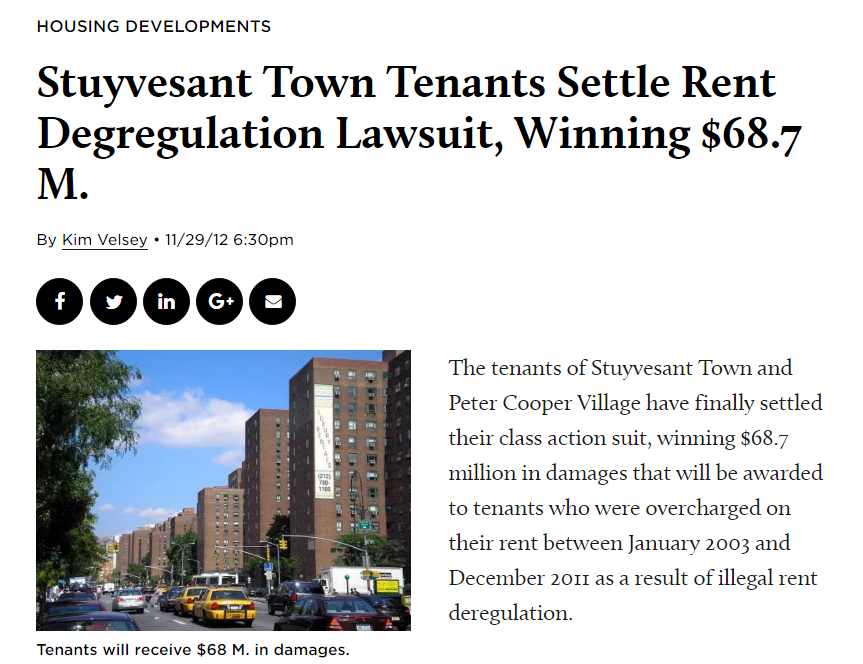 HOUSING DEVELOPMENTS
Stuyvesant Town Tenants Settle Rent
Degregulation Lawsuit, Winning $68.7
M.
By Kim Velsey • 11/29/12 6:30pm
f
in
G+
LUXURY
RENTALS
(212)
The tenants of Stuyvesant Town and
Peter Cooper Village have finally settled
their class action suit, winning $68.7
million in damages that will be awarded
to tenants who were overcharged on
their rent between January 2003 and
December 2011 as a result of illegal rent
deregulation.
Tenants will receive $68 M. in damages.